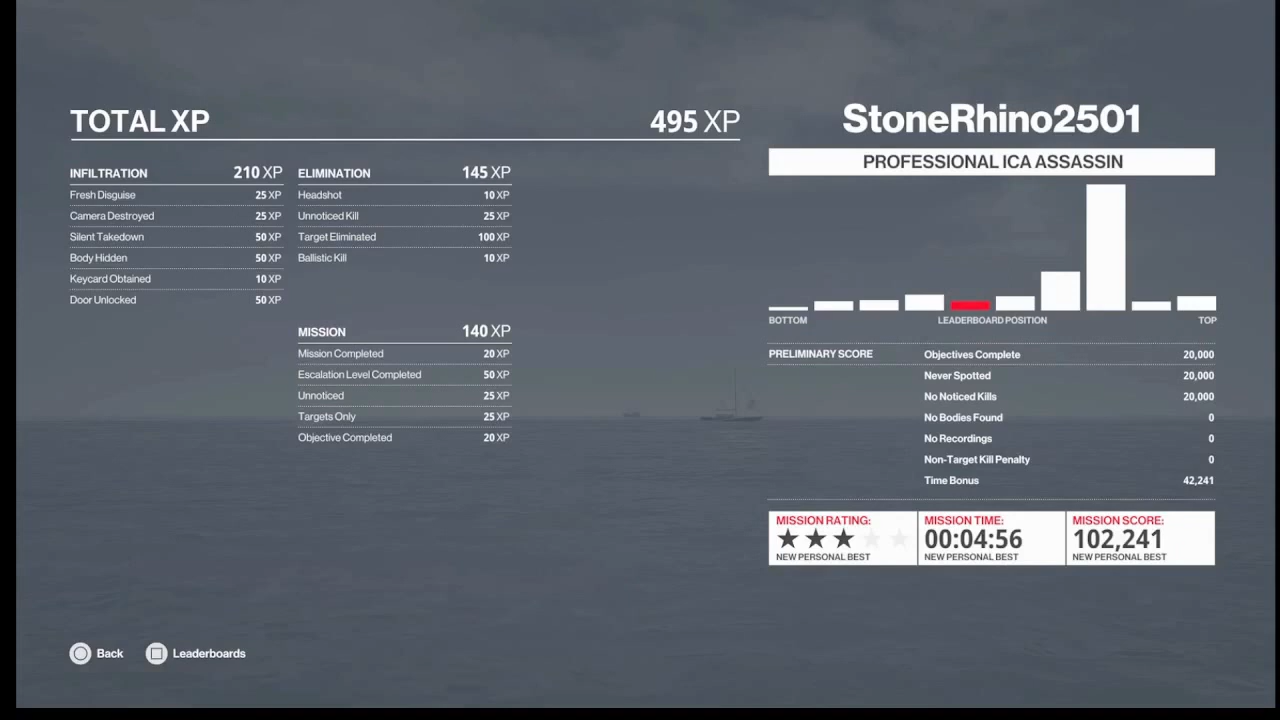 TOTAL XP 495 XP
INFILTRATION 210 XP
Fresh Disguise 25 XP
Camera Destroyed 25 XP
Silent Takedown 50 XP
Body Hidden 50 XP
Keycard Obtained 10 XP
Door Unlocked 50 XP
ELIMINATION 145 XP
Headshot 10 XP
Unnoticed Kill 25 XP
Target Eliminated 100 XP
Ballistic Kill 10 XP
MISSION 140 XP
Mission Completed 20 XP
Escalation Level Completed 50 XP
Unnoticed 25 XP
Targets Only 25 XP
Objective Completed 20 XP
StoneRhino2501
PROFESSIONAL ICA ASSASSIN
BOTTOM LEADERBOARD POSITION TOP
PRELIMINARY SCORE Objectives Complete 20,000
Never Spotted 20,000
No Noticed Kills 20,000
No Bodies Found 0
No Recordings 0
Non-Target Kill Penalty 0
Time Bonus 42,241
MISSION RATING:
NEW PERSONAL BEST
MISSION TIME:
00:04:56
NEW PERSONAL BEST
MISSION SCORE:
102,241
NEW PERSONAL BEST
Back Leaderboards